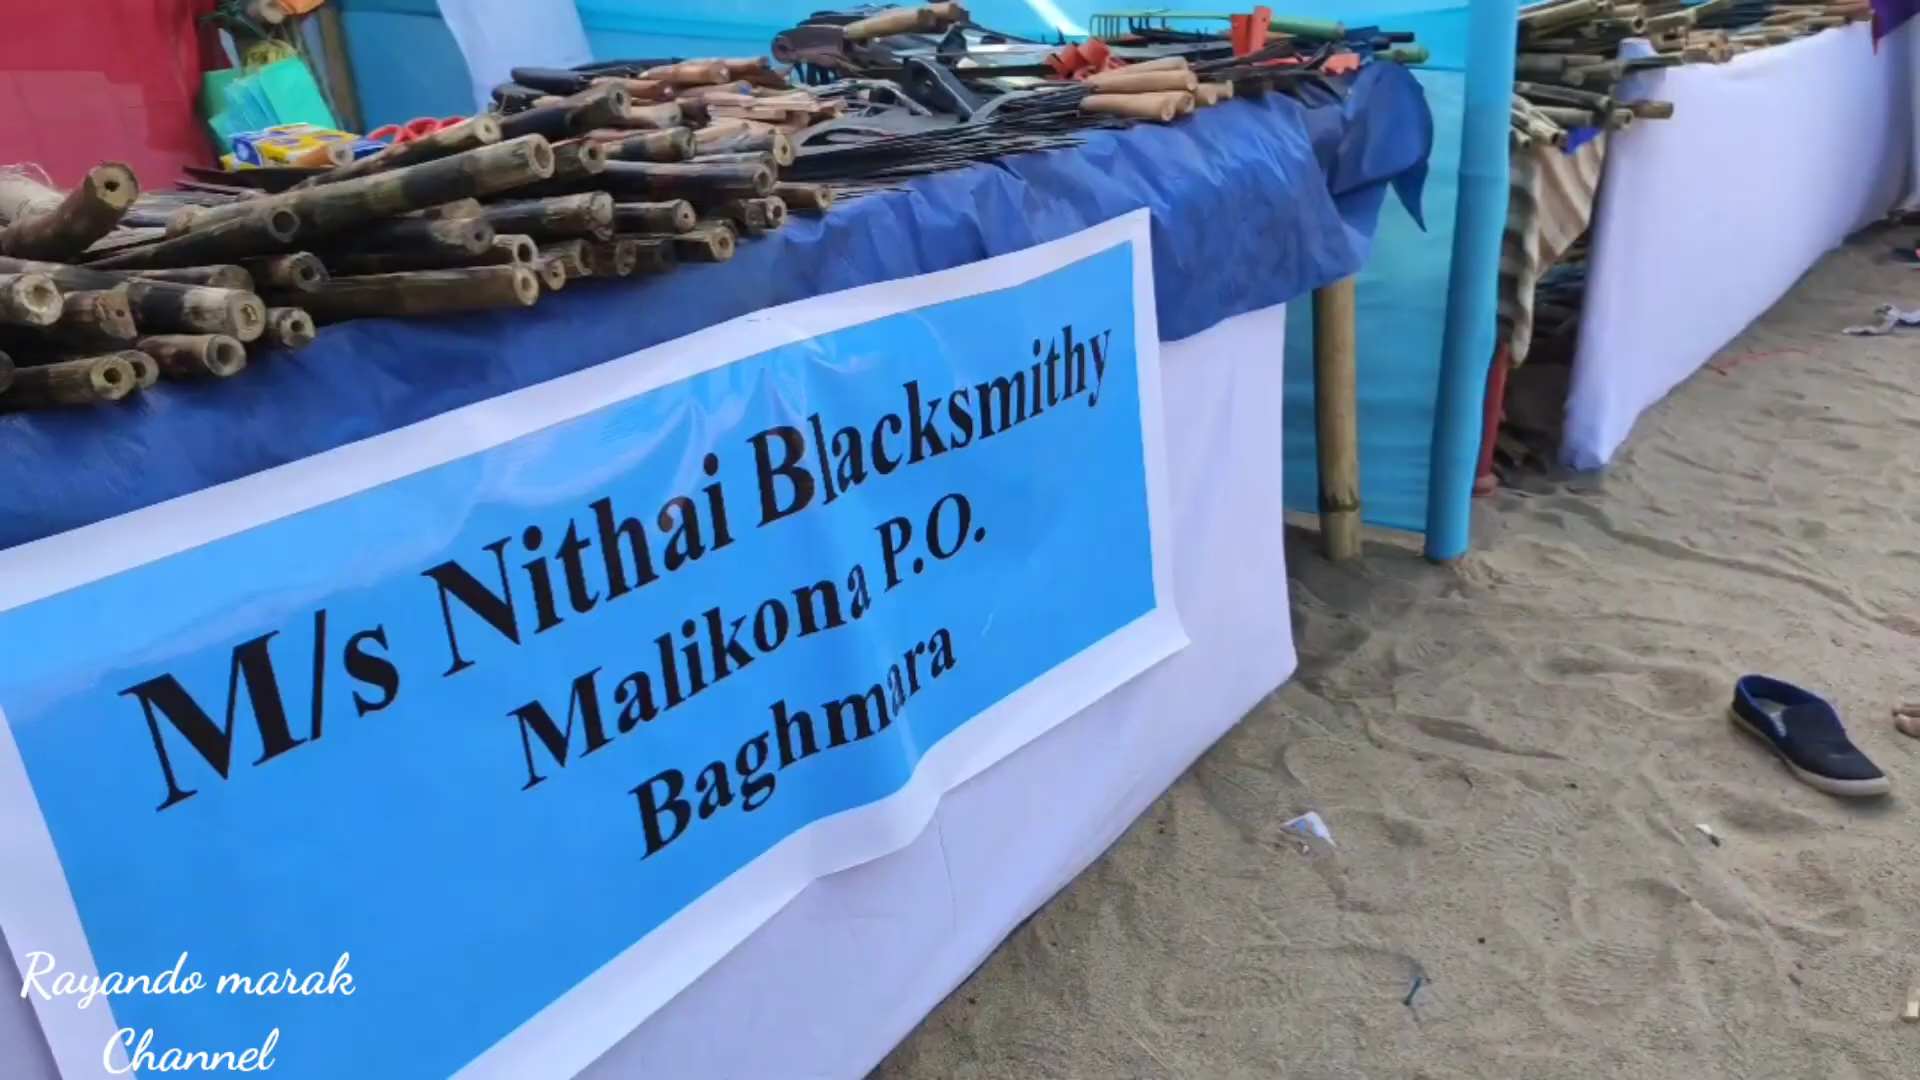 M/s Nithai Blacksmithy
Malikona P.O.
Baghmara
Rayando marak
Channel